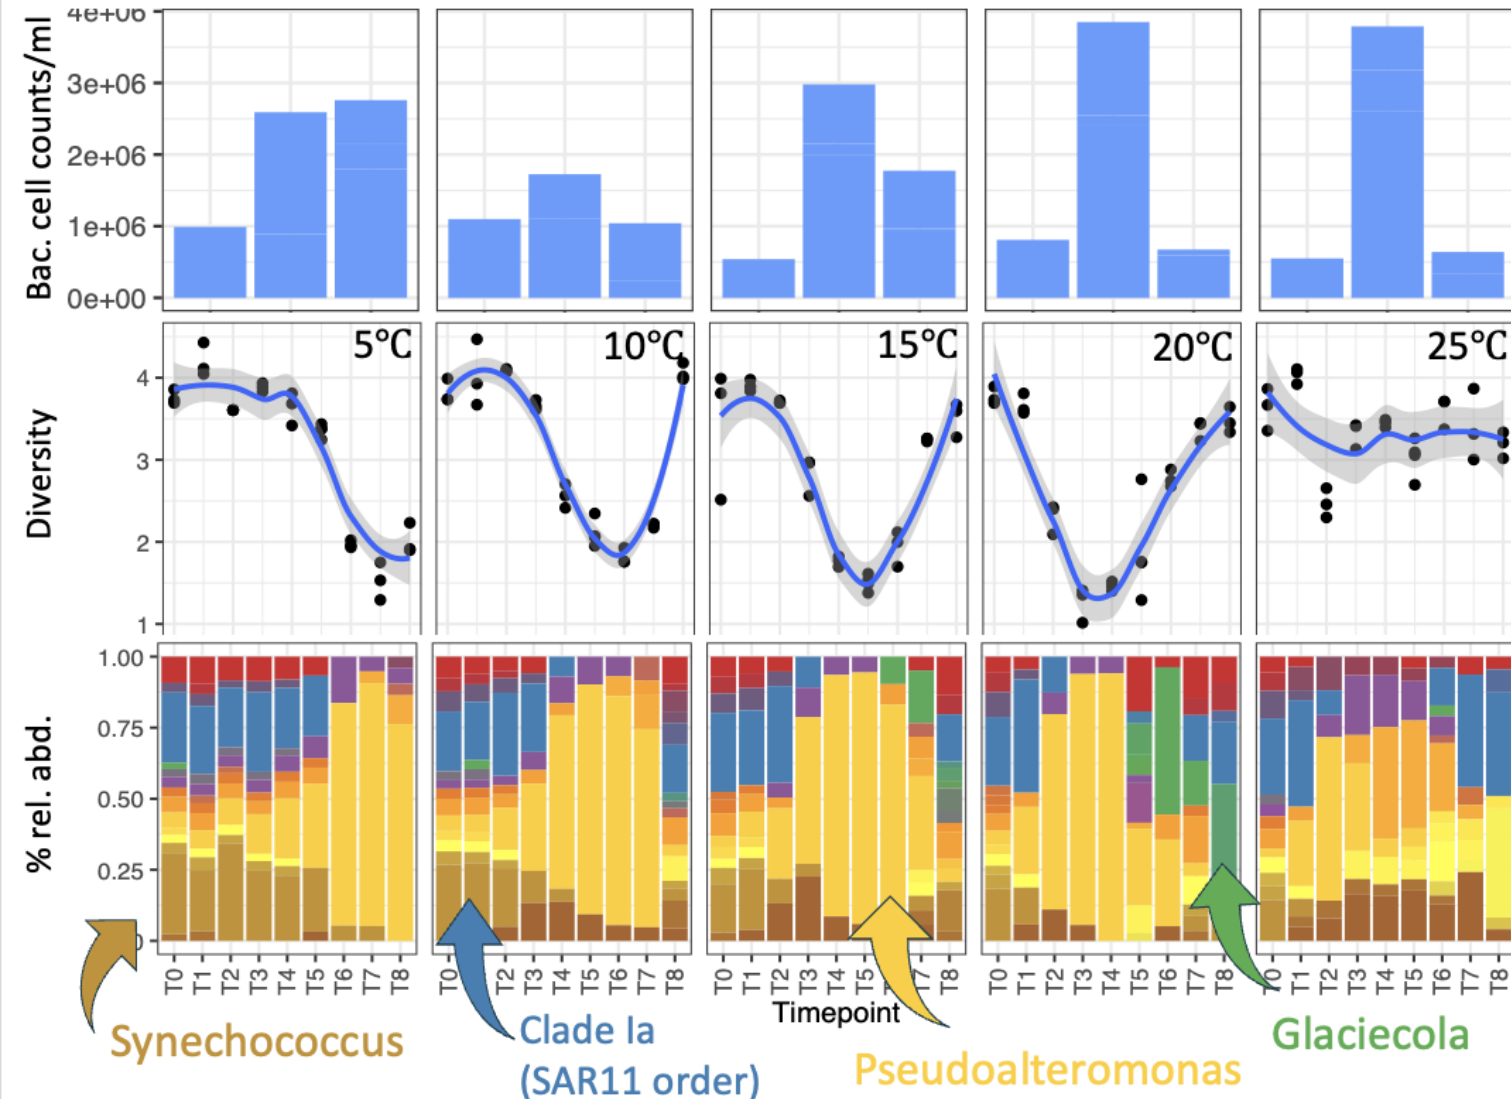 Bac. cell counts/ml
4e+06
3e+06
2e+06
1e+06
0e+00
Diversity
4
3
2
1
5°C
10°C
15°C
20°C
25°C
% rel. abd.
1.00
0.75
0.50
0.25
T0 T1 T2 T3 T4 T5 T6 T7 T8
T0 T2 T3 T4 T5 T6 T7 T8
T0 T1 T2 T3 T4 T5 T7 T8
T0 T1 T2 T3 T4 T5 T6 T7 T8
T0 T1 T2 T3 T4 T5 T6 T7 T8
Timepoint
Synechococcus
Clade Ia
(SAR11 order)
Pseudoalteromonas
Glaciecola